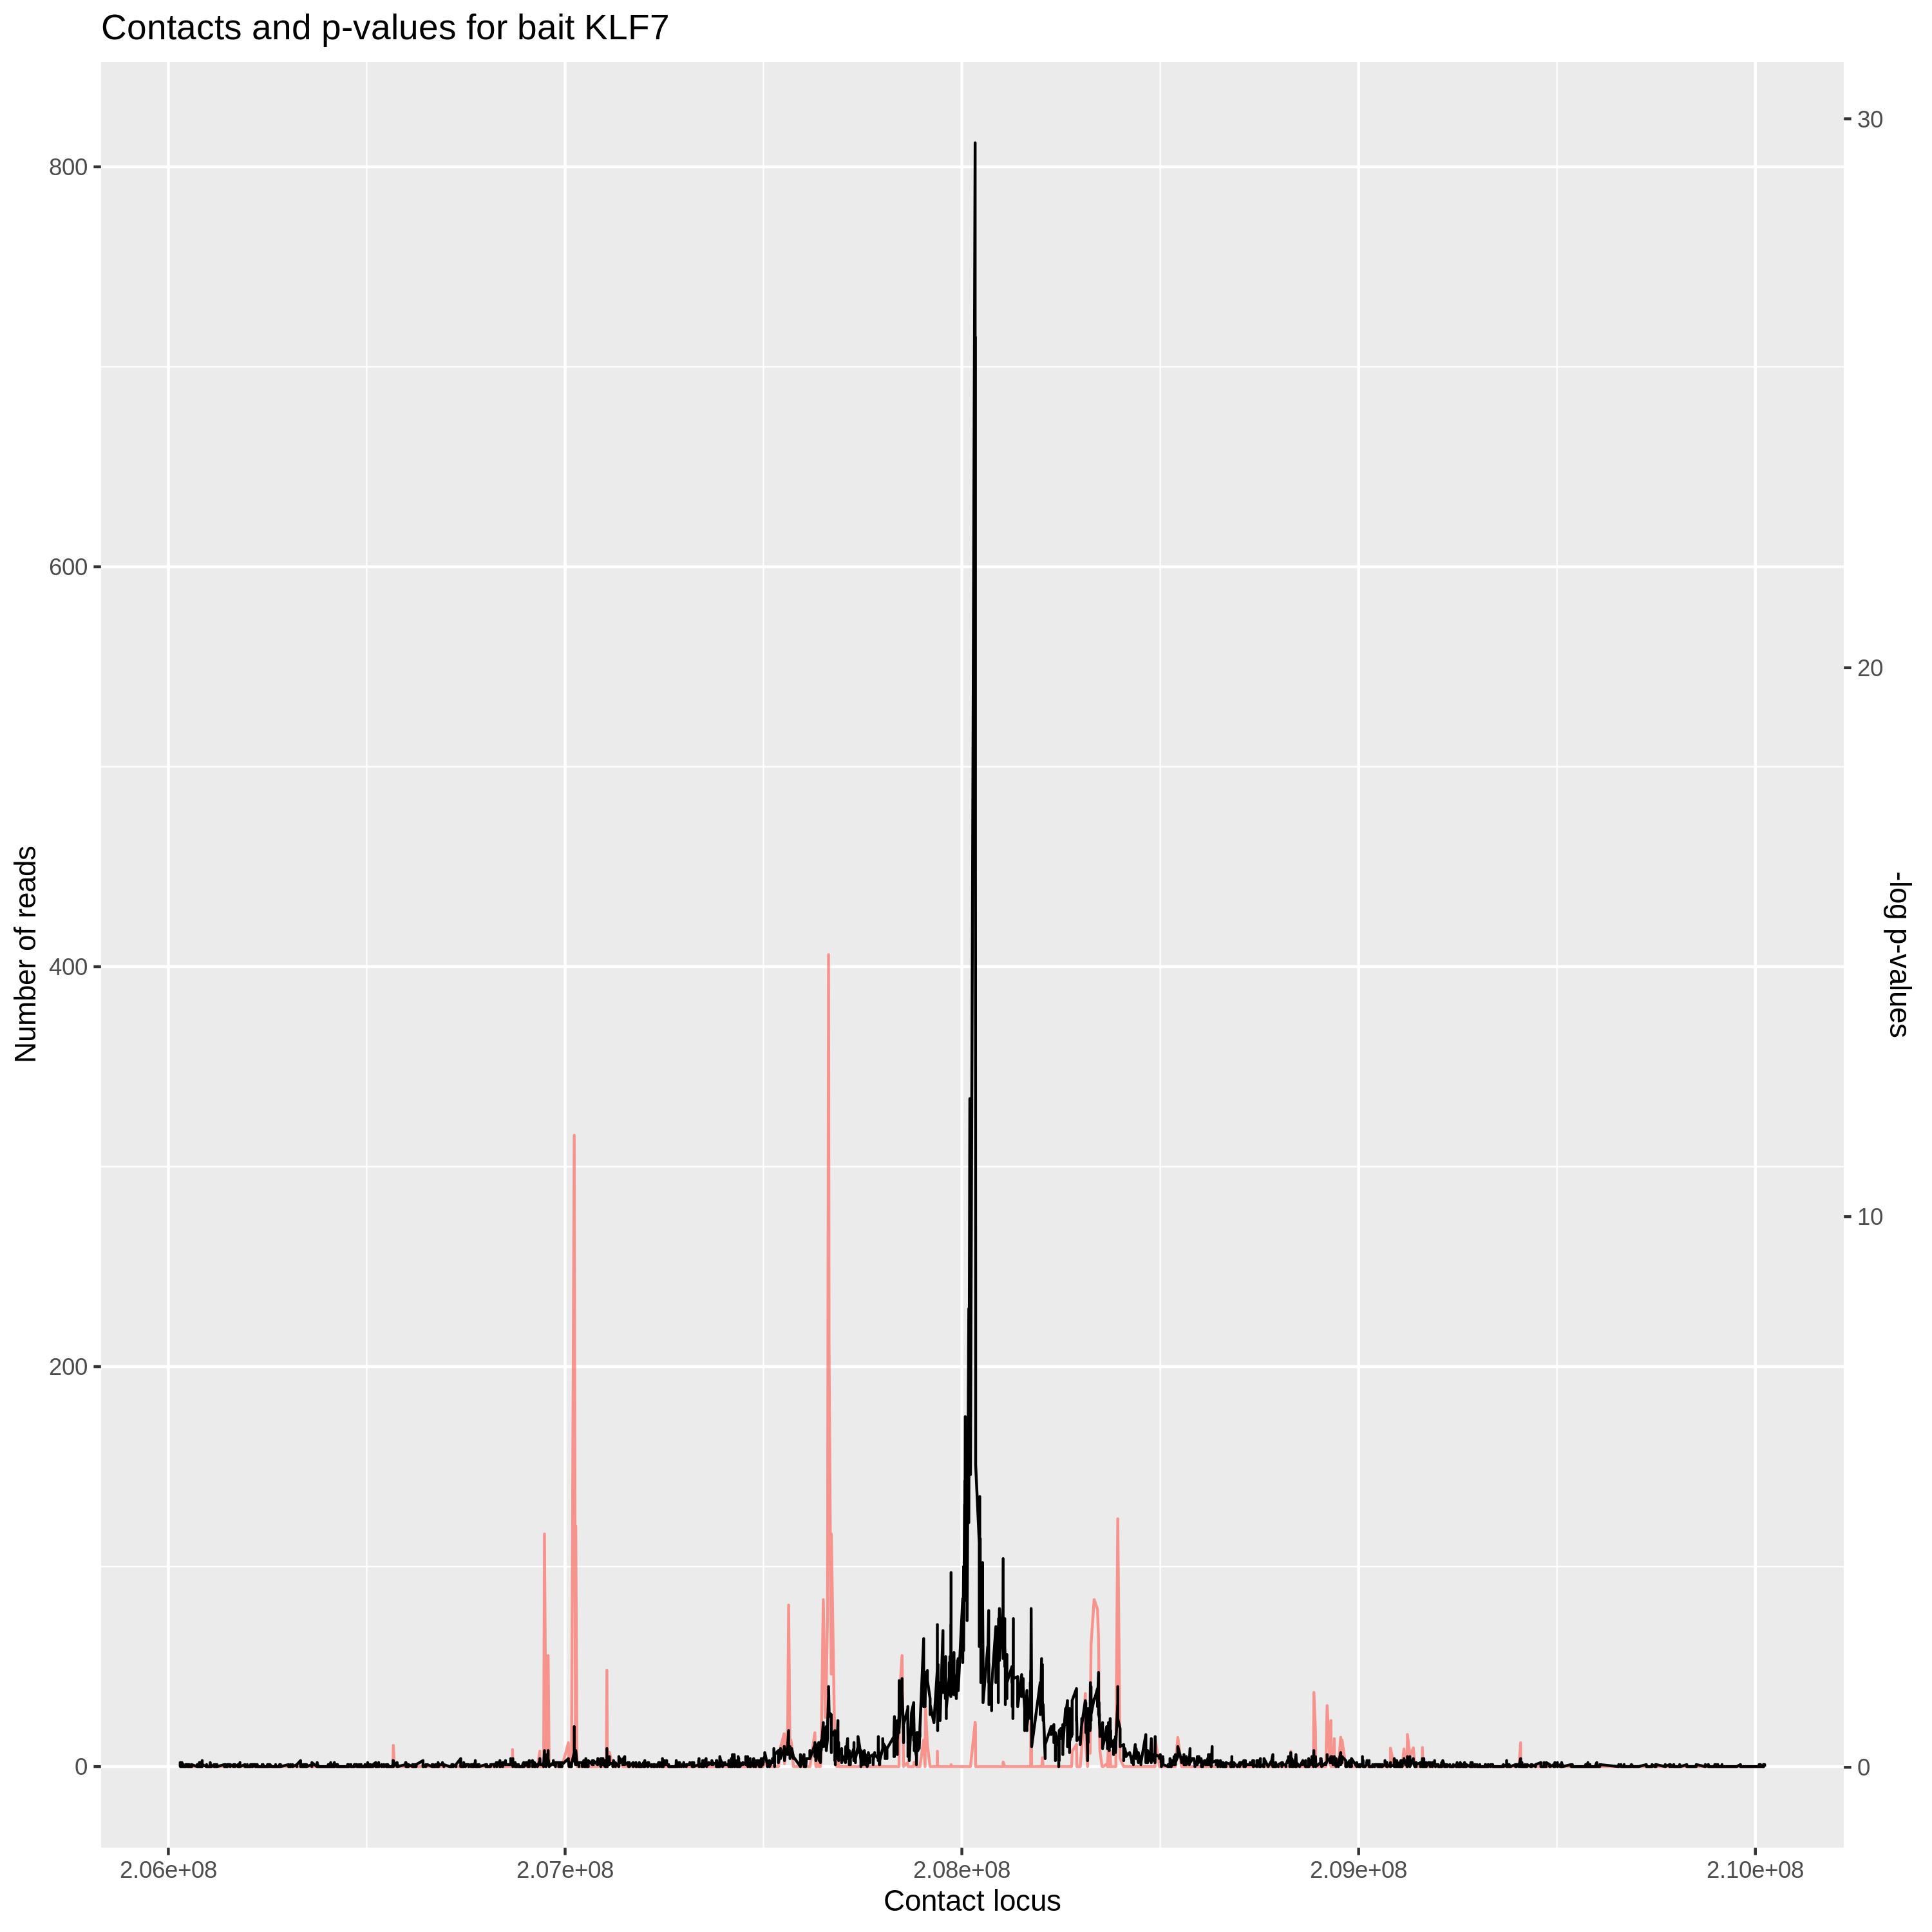 Contacts and p-values for bait KLF7
Number of reads
800
600
400
200
0
30
20
10
0
-log p-values
2.06e+08
2.07e+08
2.08e+08
2.09e+08
2.10e+08
Contact locus